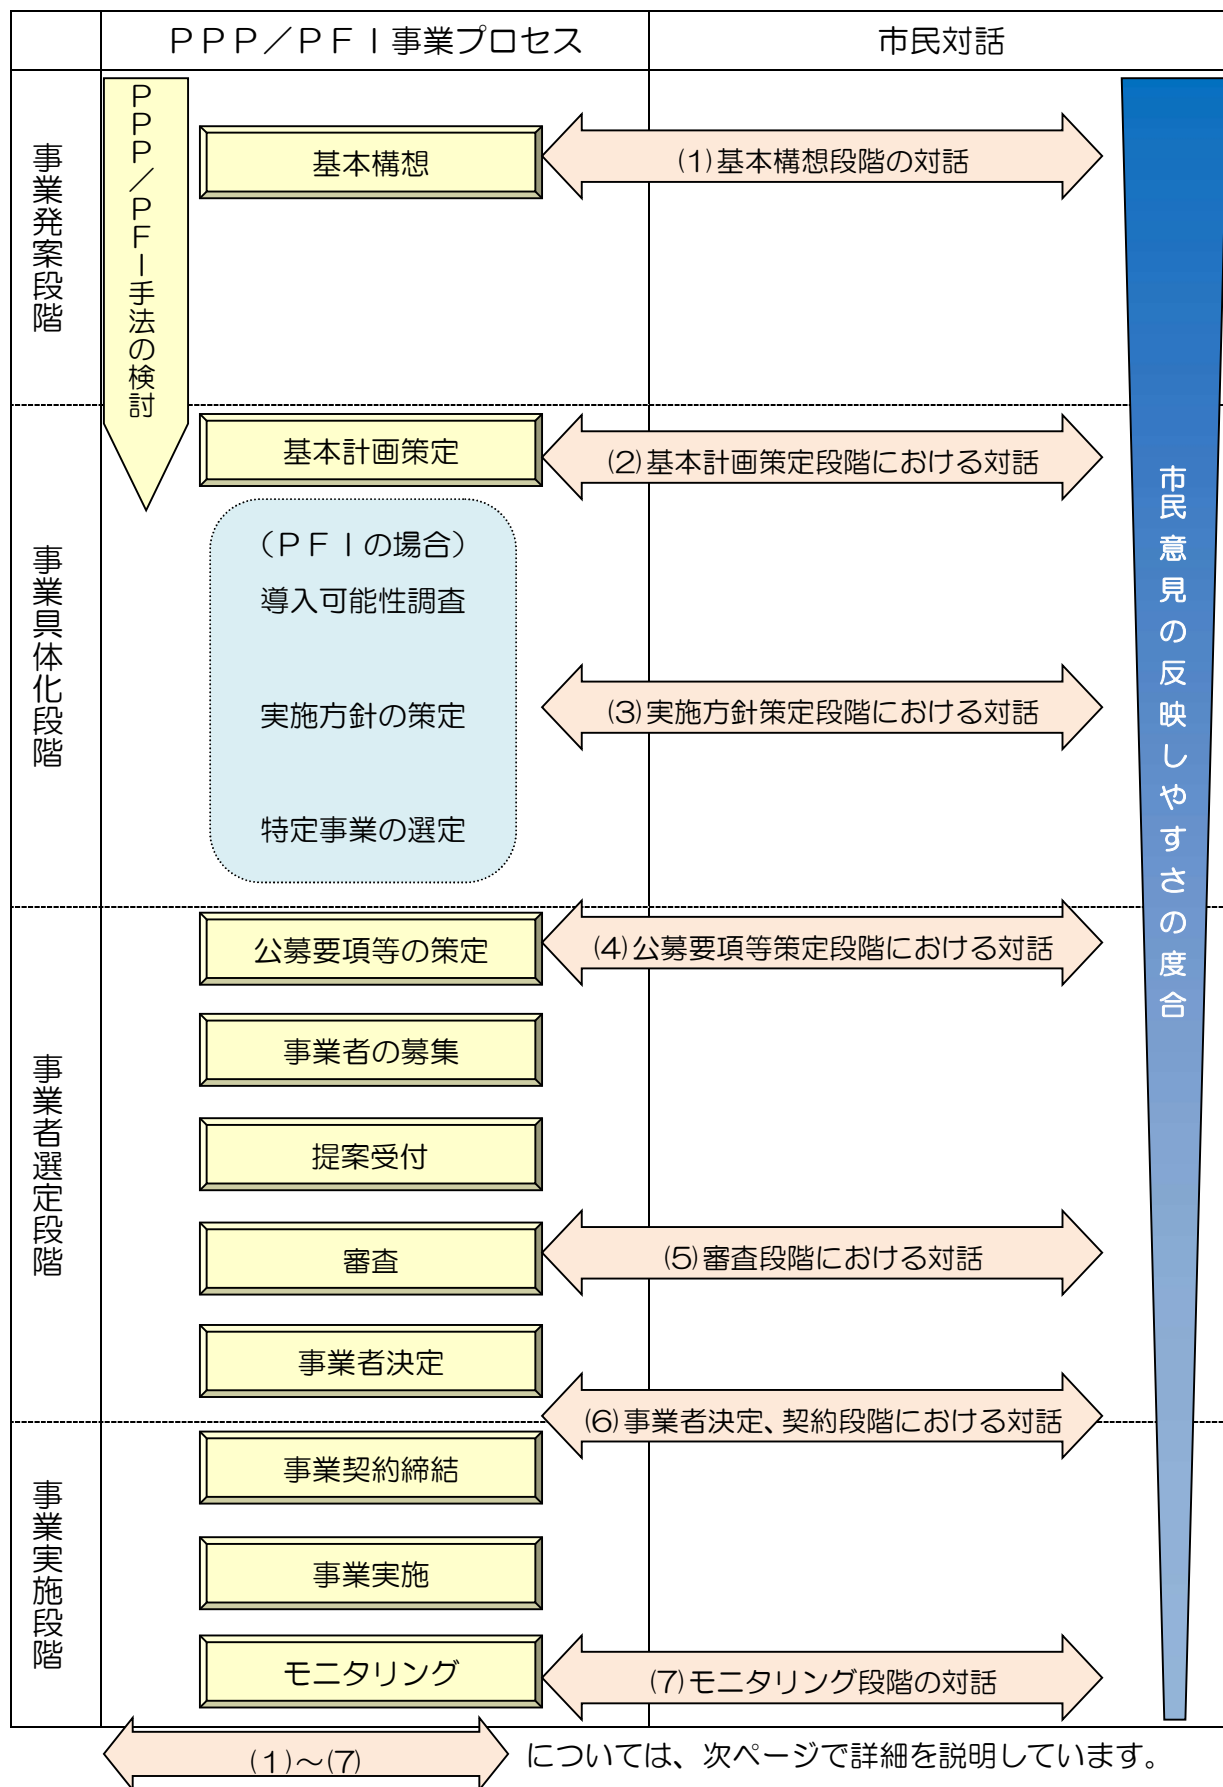 ＰＰＰ／ＰＦＩ事業プロセス
市民対話
事業発案段階
ＰＰＰ／ＰＦＩ手法の検討
基本構想
(1)基本構想段階の対話
事業具体化段階
基本計画策定
(2)基本計画策定段階における対話
（ＰＦＩの場合）
導入可能性調査
実施方針の策定
(3)実施方針策定段階における対話
特定事業の選定
市民意見の反映しやすさの度合
事業者選定段階
公募要項等の策定
(4)公募要項等策定段階における対話
事業者の募集
提案受付
審査
(5)審査段階における対話
事業者決定
(6)事業者決定、契約段階における対話
事業実施段階
事業契約締結
事業実施
モニタリング
(7)モニタリング段階の対話
(1)～(7)　については、次ページで詳細を説明しています。